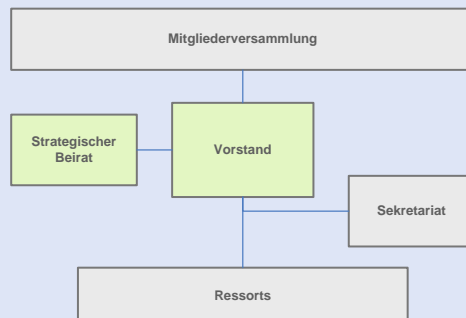 Mitgliederversammlung
Strategischer
Beirat
Vorstand
Sekretariat
Ressorts